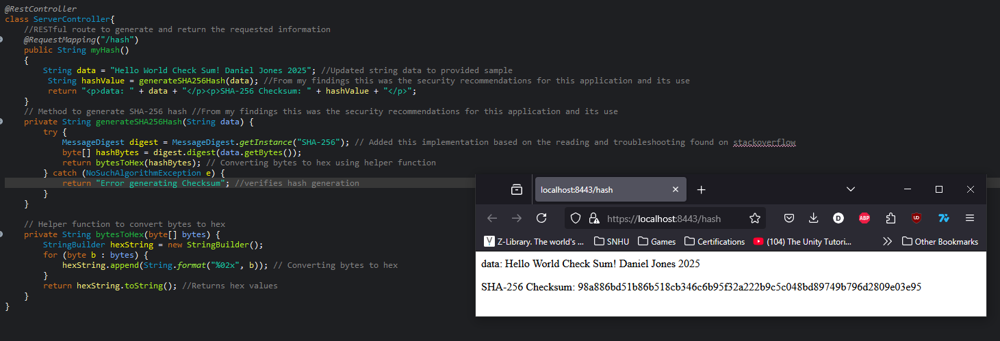 @RestController
class ServerController{
//RESTful route to generate and return the requested information
@RequestMapping("/hash")
public String myHash()
{
String data = "Hello World Check Sum! Daniel Jones 2025"; //Updated string data to provided sample
String hashValue = generateSHA256Hash(data); //From my findings this was the security recommendations for this application and its use
return "<p>data: " + data + "</p><p>SHA-256 Checksum: " + hashValue + "</p>";
}
// Method to generate SHA-256 hash //From my findings this was the security recommendations for this application and its use
private String generateSHA256Hash(String data) {
try {
MessageDigest digest = MessageDigest.getInstance("SHA-256"); // Added this implementation based on the reading and troubleshooting found on stackoverflow
byte[] hashBytes = digest.digest(data.getBytes());
return bytesToHex(hashBytes); // Converting bytes to hex using helper function
} catch (NoSuchAlgorithmException e) {
return "Error generating Checksum"; //verifies hash generation
}
}
// Helper function to convert bytes to hex
private String bytesToHex(byte[] bytes) {
StringBuilder hexString = new StringBuilder();
for (byte b : bytes) {
hexString.append(String.format("%02x", b)); // Converting bytes to hex
}
return hexString.toString(); //Returns hex values
}
}
localhost:8443/hash
https://localhost:8443/hash
D
ABP
UD
Z-Library. The world's ... SNHU Games Certifications (104) The Unity Tutori... Other Bookmarks
data: Hello World Check Sum! Daniel Jones 2025
SHA-256 Checksum: 98a886bd51b86b518cb346c6b95f32a222b9c5c048bd89749b796d2809e03e95